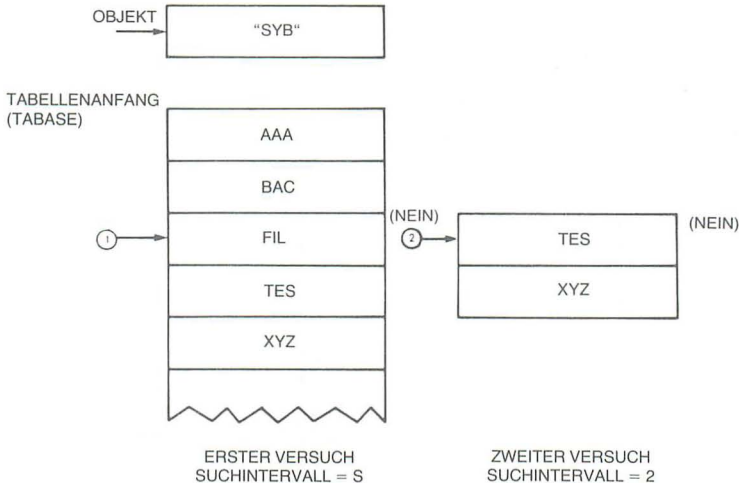 OBJEKT
"SYB"
TABELLENANFANG
(TABASE)
AAA
BAC
① FIL (NEIN)
TES
XYZ
② TES (NEIN)
XYZ
ERSTER VERSUCH
SUCHINTERVALL = S
ZWEITER VERSUCH
SUCHINTERVALL = 2